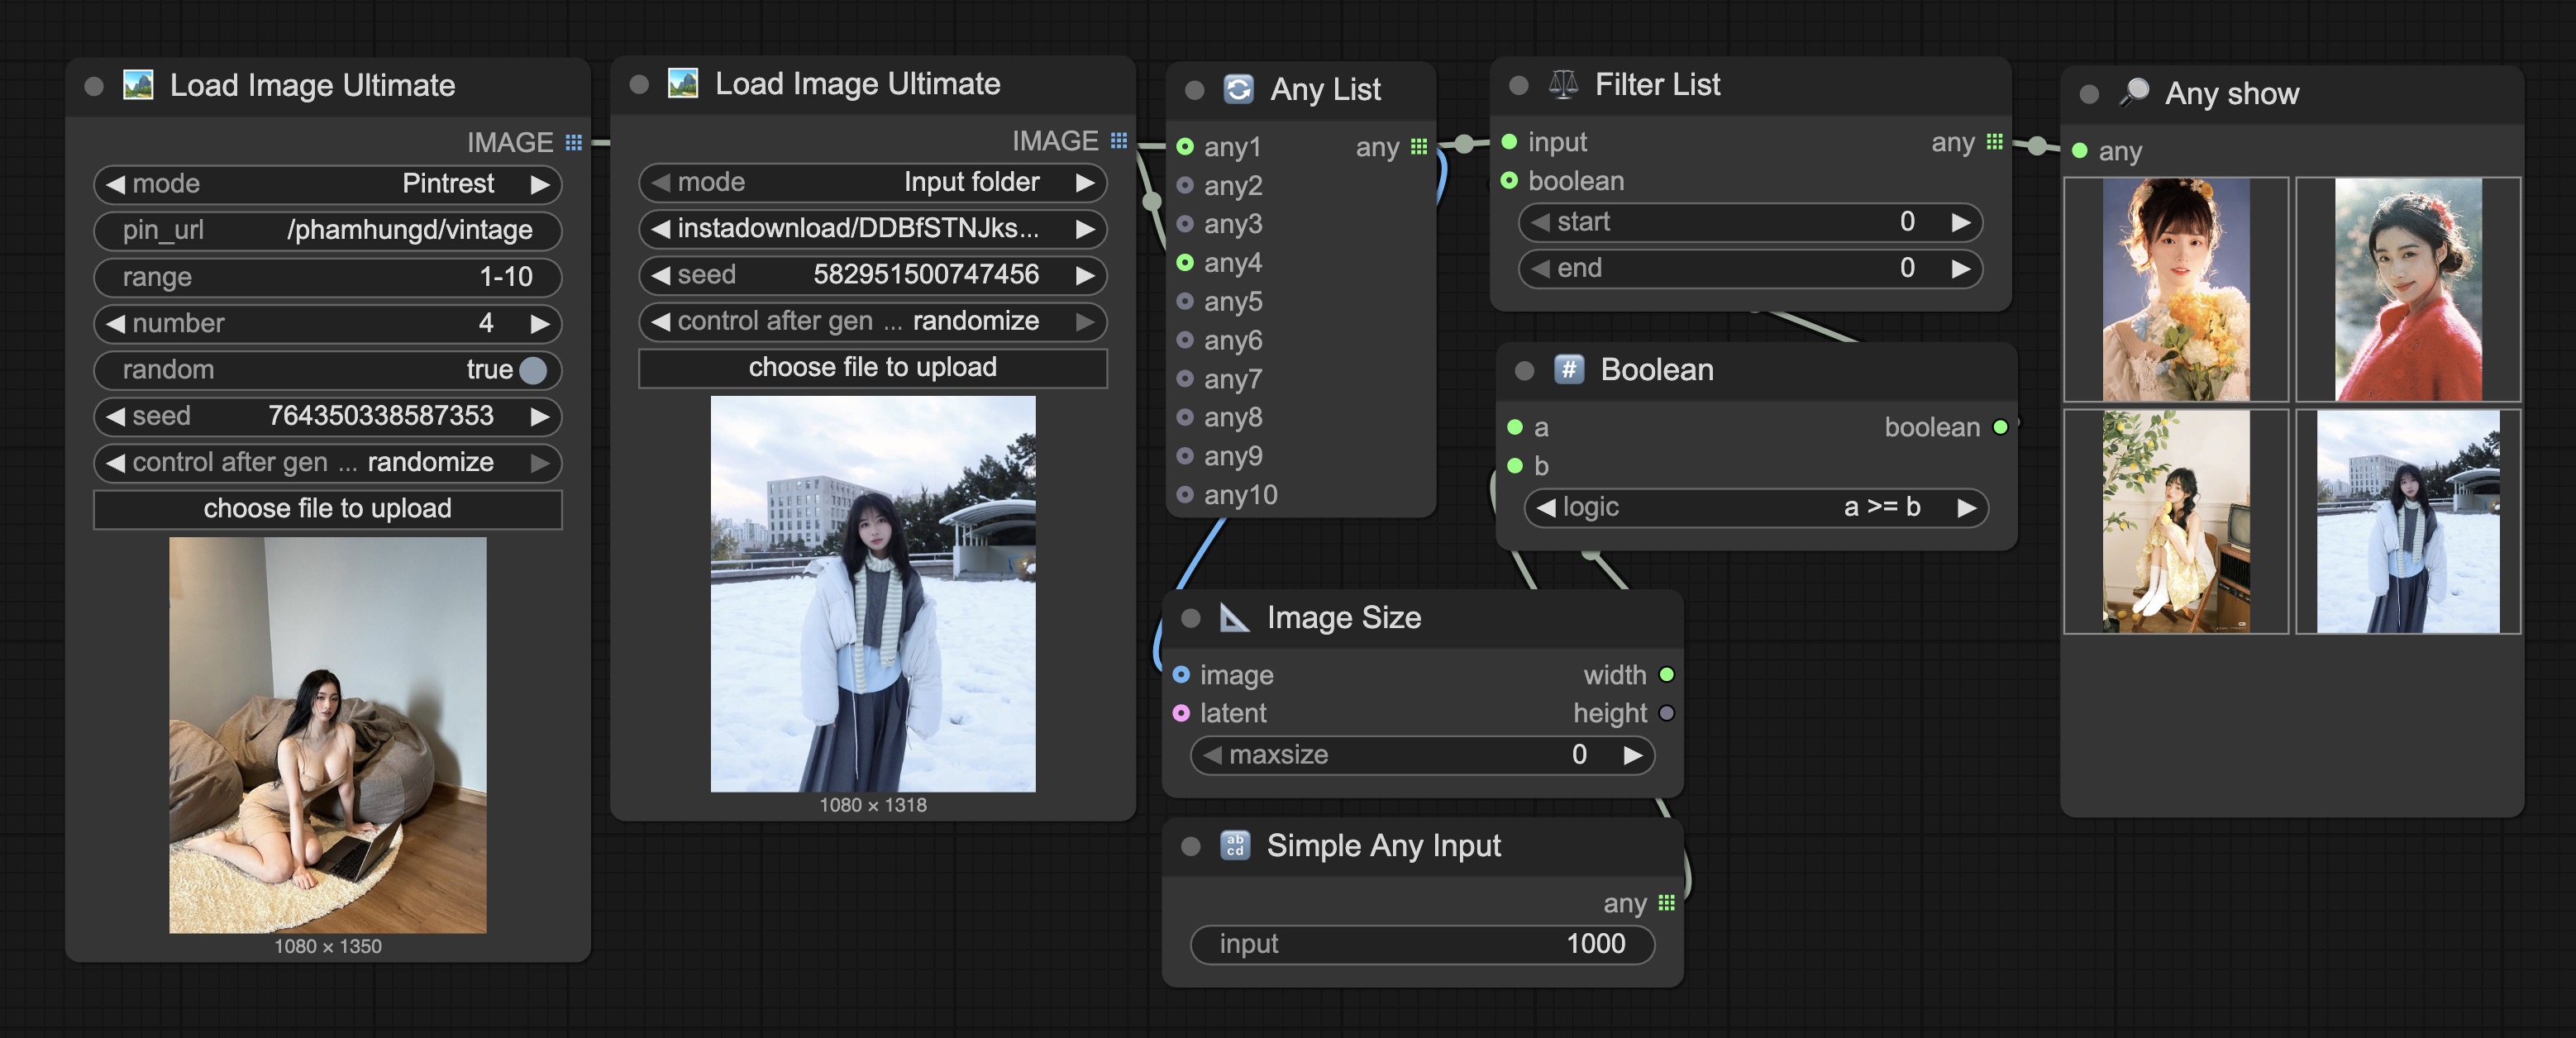 Load Image Ultimate
IMAGE
mode Pintrest
pin_url /phamhungd/vintage
range 1-10
number 4
random true
seed 764350338587353
control after gen ... randomize
choose file to upload
1080 × 1350
Load Image Ultimate
IMAGE
mode Input folder
instadownload/DDBfSTNJks...
seed 582951500747456
control after gen ... randomize
choose file to upload
1080 × 1318
Any List
any1 any
any2
any3
any4
any5
any6
any7
any8
any9
any10
Filter List
input any
boolean
start 0
end 0
# Boolean
a boolean
b
logic a >= b
Image Size
image width
latent height
maxsize 0
ab
cd
Simple Any Input
any
input 1000
Any show
any